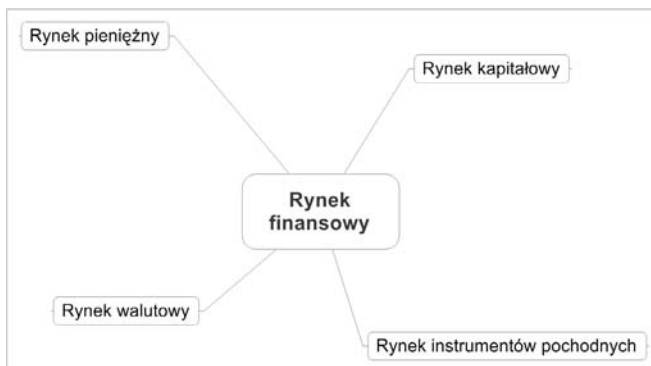 Rynek pieniężny
Rynek kapitałowy
Rynek
finansowy
Rynek walutowy
Rynek instrumentów pochodnych